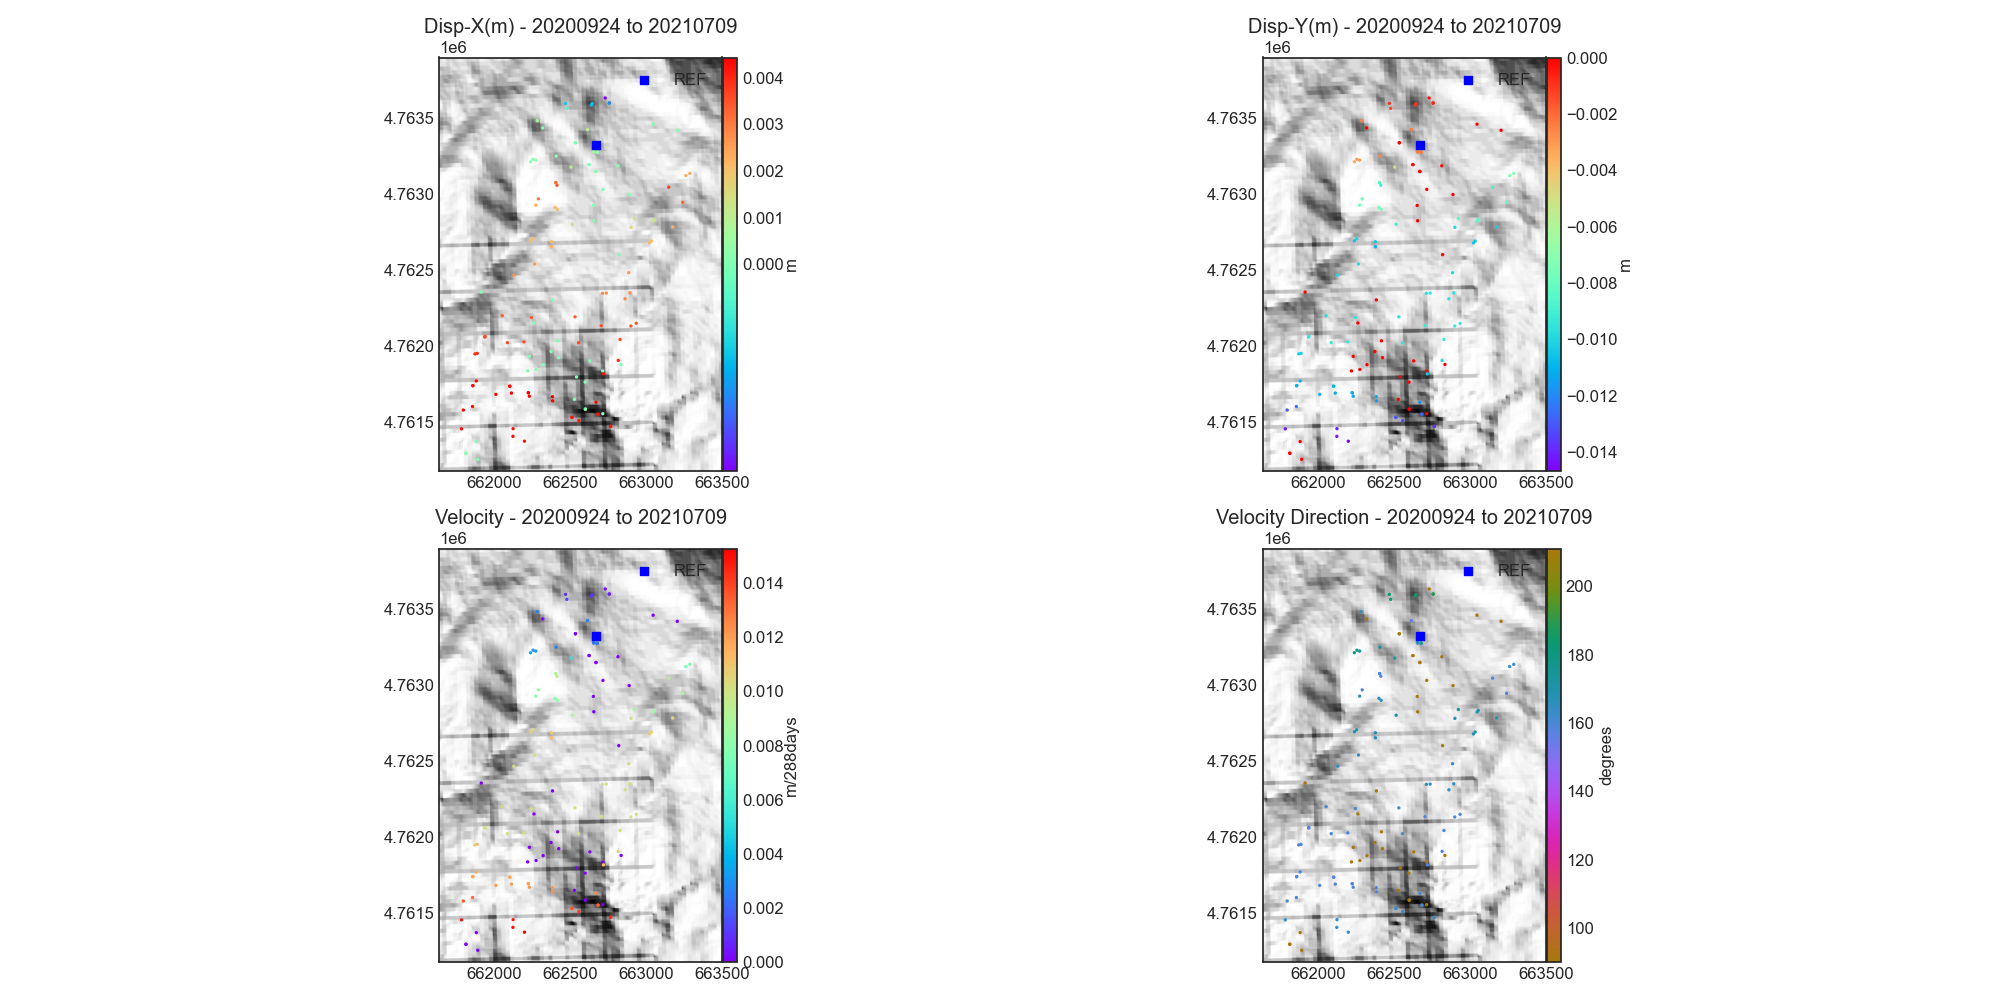 Disp-X(m) - 20200924 to 20210709
1e6
REF
4.7635
4.7630
4.7625
4.7620
4.7615
662000 662500 663000 663500
0.004
0.003
0.002
0.001
0.000
m
Disp-Y(m) - 20200924 to 20210709
1e6
REF
4.7635
4.7630
4.7625
4.7620
4.7615
662000 662500 663000 663500
0.000
−0.002
−0.004
−0.006
−0.008
−0.010
−0.012
−0.014
m
Velocity - 20200924 to 20210709
1e6
REF
4.7635
4.7630
4.7625
4.7620
4.7615
662000 662500 663000 663500
0.014
0.012
0.010
0.008
0.006
0.004
0.002
0.000
m/288days
Velocity Direction - 20200924 to 20210709
1e6
REF
4.7635
4.7630
4.7625
4.7620
4.7615
662000 662500 663000 663500
200
180
160
140
120
100
degrees